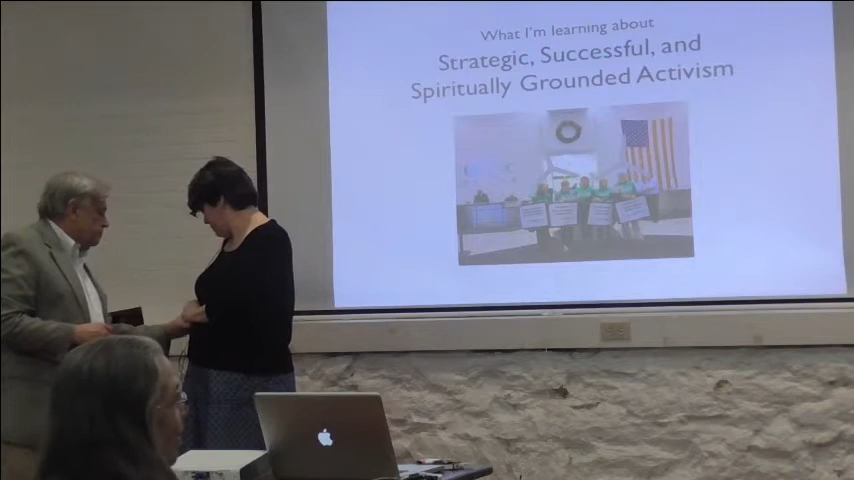 What I'm learning about
Strategic, Successful, and
Spiritually Grounded Activism